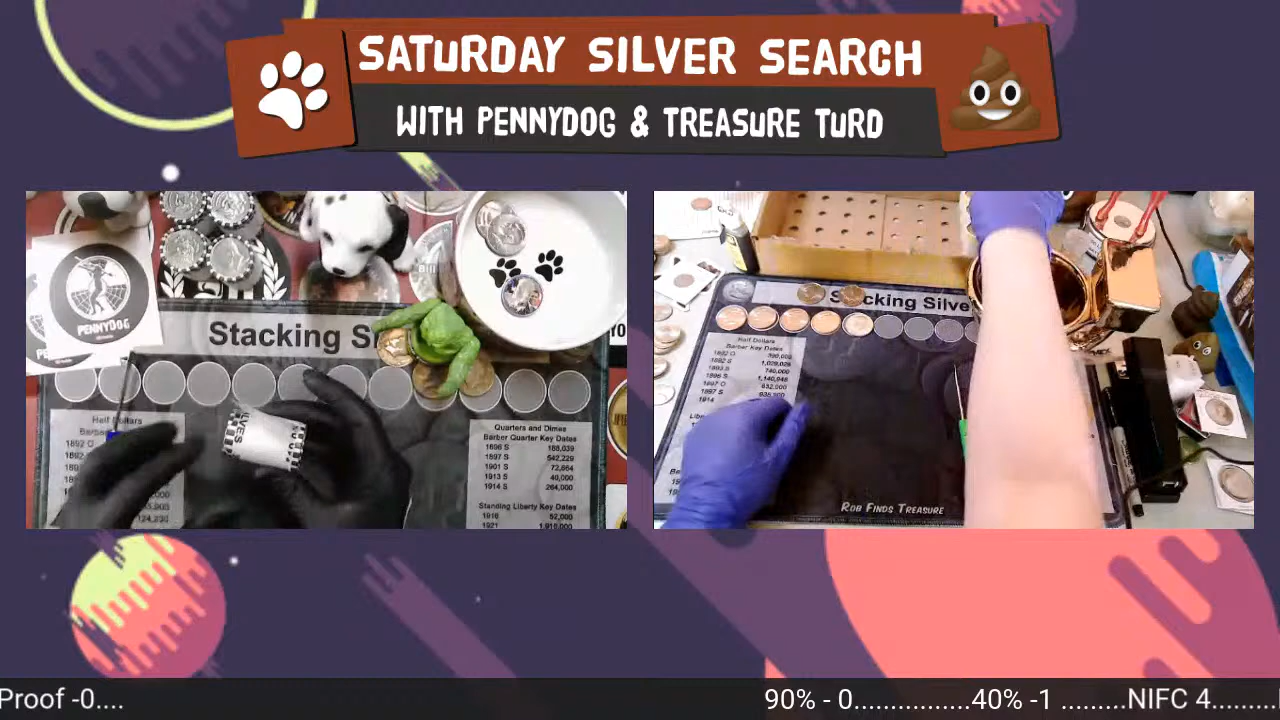 SATURDAY SILVER SEARCH
WITH PENNYDOG & TREASURE TURD
PENNYDOG
Stacking
Half Dollars
1892 O
Quarters and Dimes
Barber Quarter Key Dates
1896 S 188,039
1897 S 542,229
1901 S 72,664
1913 S 40,000
1914 S 264,000
Standing Liberty Key Dates
1916 52,000
1921 1,916,000
124,230
Stacking Silve
Half Dollars
Barber Key Dates
1892 O 390,000
1892 S 1,029,028
1893 S 740,000
1896 S 1,140,948
1897 O 632,000
1897 S
1914
ROB FINDS TREASURE
Proof -0....
90% - 0...............40% -1 ........NIFC 4.........